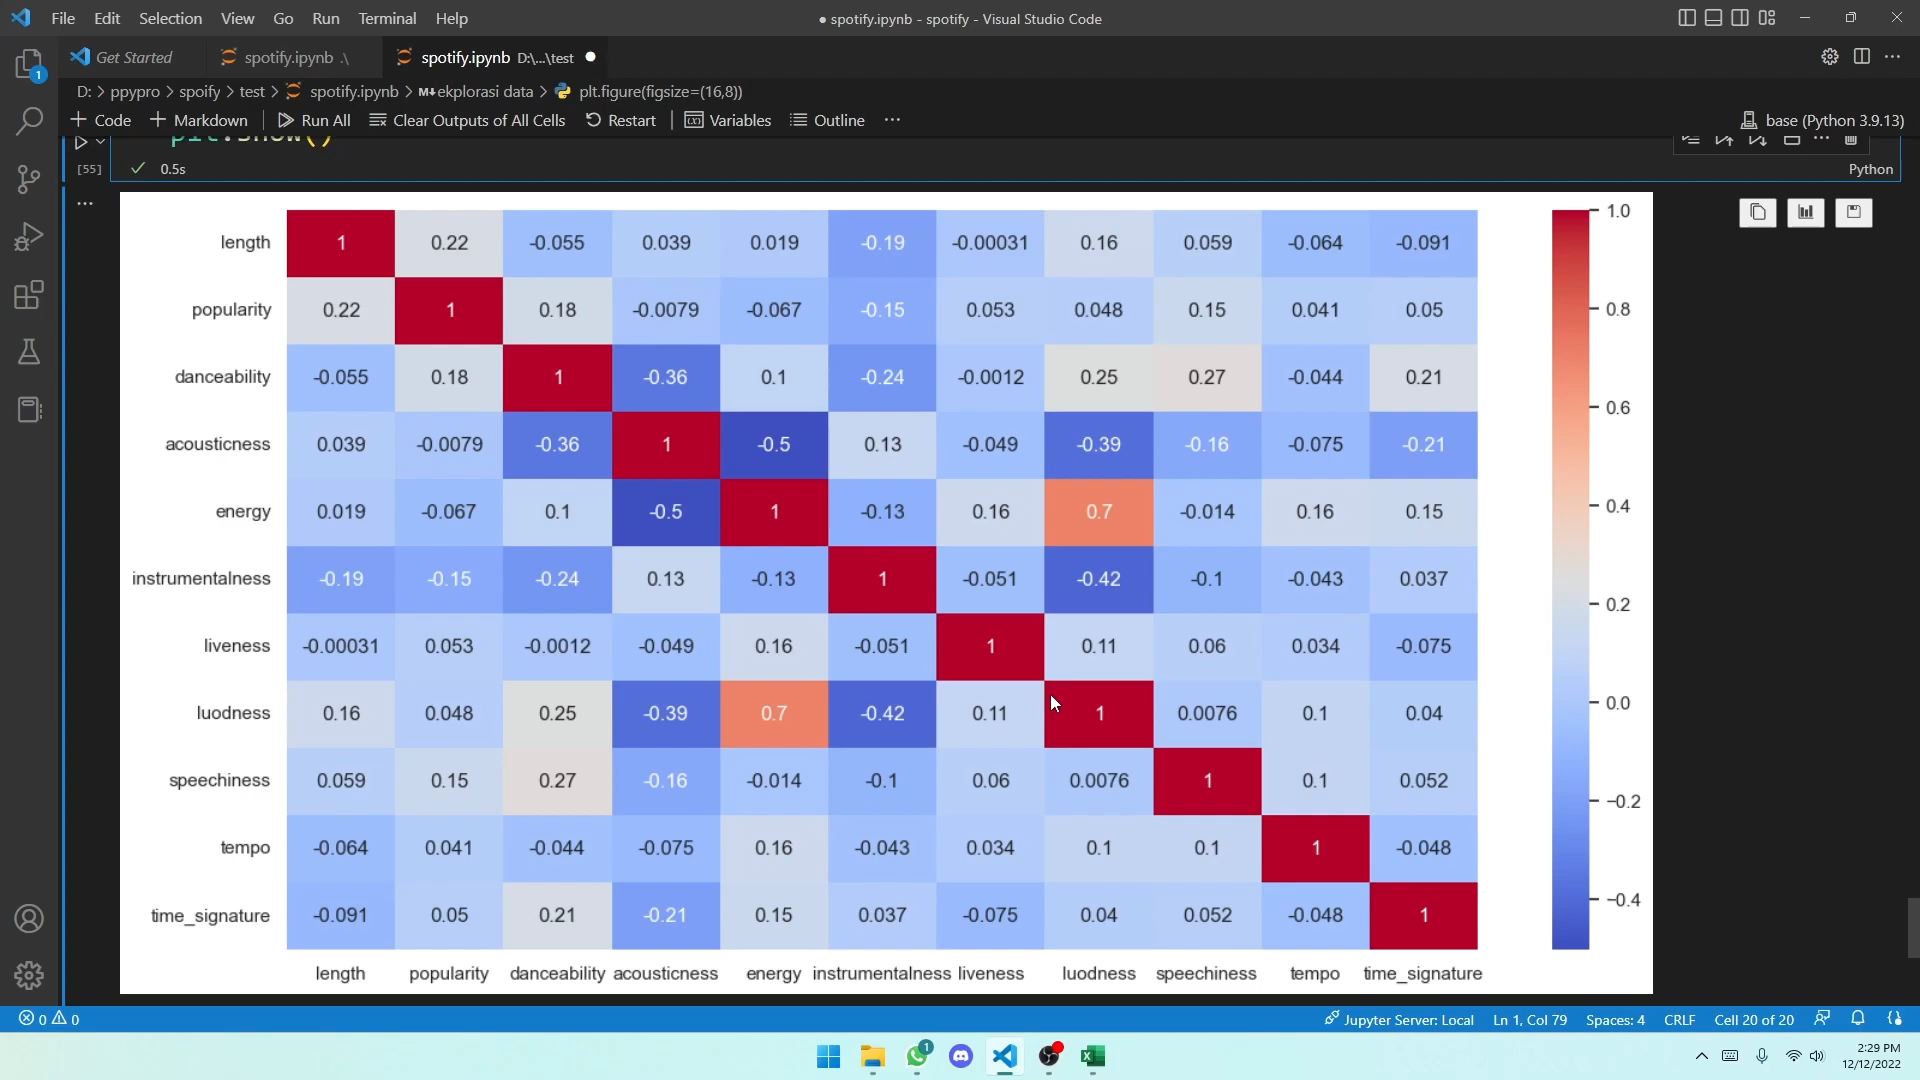 File Edit Selection View Go Run Terminal Help
● spotify.ipynb - spotify - Visual Studio Code
Get Started
spotify.ipynb .\
spotify.ipynb D:\...\test
D: > ppypro > spoify > test > spotify.ipynb > M↓ekplorasi data > plt.figure(figsize=(16,8))
+ Code + Markdown Run All Clear Outputs of All Cells Restart Variables Outline ...
base (Python 3.9.13)
plt.show()
[55] 0.5s
Python
length 1 0.22 -0.055 0.039 0.019 -0.19 -0.00031 0.16 0.059 -0.064 -0.091
popularity 0.22 1 0.18 -0.0079 -0.067 -0.15 0.053 0.048 0.15 0.041 0.05
danceability -0.055 0.18 1 -0.36 0.1 -0.24 -0.0012 0.25 0.27 -0.044 0.21
acousticness 0.039 -0.0079 -0.36 1 -0.5 0.13 -0.049 -0.39 -0.16 -0.075 -0.21
energy 0.019 -0.067 0.1 -0.5 1 -0.13 0.16 0.7 -0.014 0.16 0.15
instrumentalness -0.19 -0.15 -0.24 0.13 -0.13 1 -0.051 -0.42 -0.1 -0.043 0.037
liveness -0.00031 0.053 -0.0012 -0.049 0.16 -0.051 1 0.11 0.06 0.034 -0.075
luodness 0.16 0.048 0.25 -0.39 0.7 -0.42 0.11 1 0.0076 0.1 0.04
speechiness 0.059 0.15 0.27 -0.16 -0.014 -0.1 0.06 0.0076 1 0.1 0.052
tempo -0.064 0.041 -0.044 -0.075 0.16 -0.043 0.034 0.1 0.1 1 -0.048
time_signature -0.091 0.05 0.21 -0.21 0.15 0.037 -0.075 0.04 0.052 -0.048 1
length popularity danceability acousticness energy instrumentalness liveness luodness speechiness tempo time_signature
1.0
0.8
0.6
0.4
0.2
0.0
−0.2
−0.4
1
0 0
Jupyter Server: Local Ln 1, Col 79 Spaces: 4 CRLF Cell 20 of 20
1
2:29 PM
12/12/2022